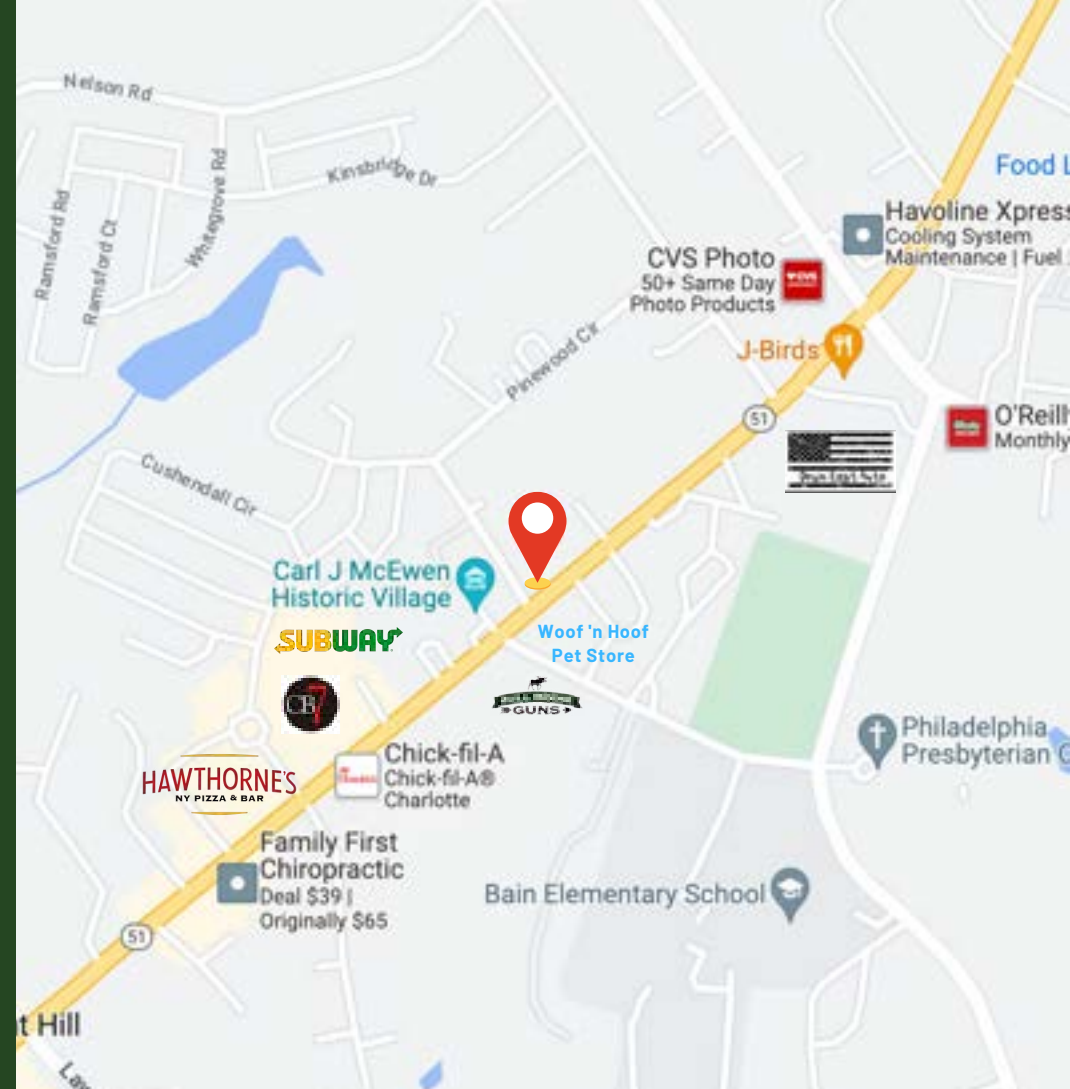 Nelson Rd
Kinsbridge Dr
Whitegrove Rd
Ramsford Rd
Ramsford Ct
Food L
Havoline Xpress
Cooling System
Maintenance | Fuel
CVS Photo
50+ Same Day
Photo Products
J-Birds
Pinewood Cir
51
O'Reill
Monthly
Cushendall Cir
Carl J McEwen
Historic Village
SUBWAY
Woof 'n Hoof
Pet Store
GUNS
Philadelphia
Presbyterian C
HAWTHORNE'S
NY PIZZA & BAR
Chick-fil-A
Chick-fil-A®
Charlotte
Family First
Chiropractic
Deal $39 |
Originally $65
Bain Elementary School
51
t Hill
Law